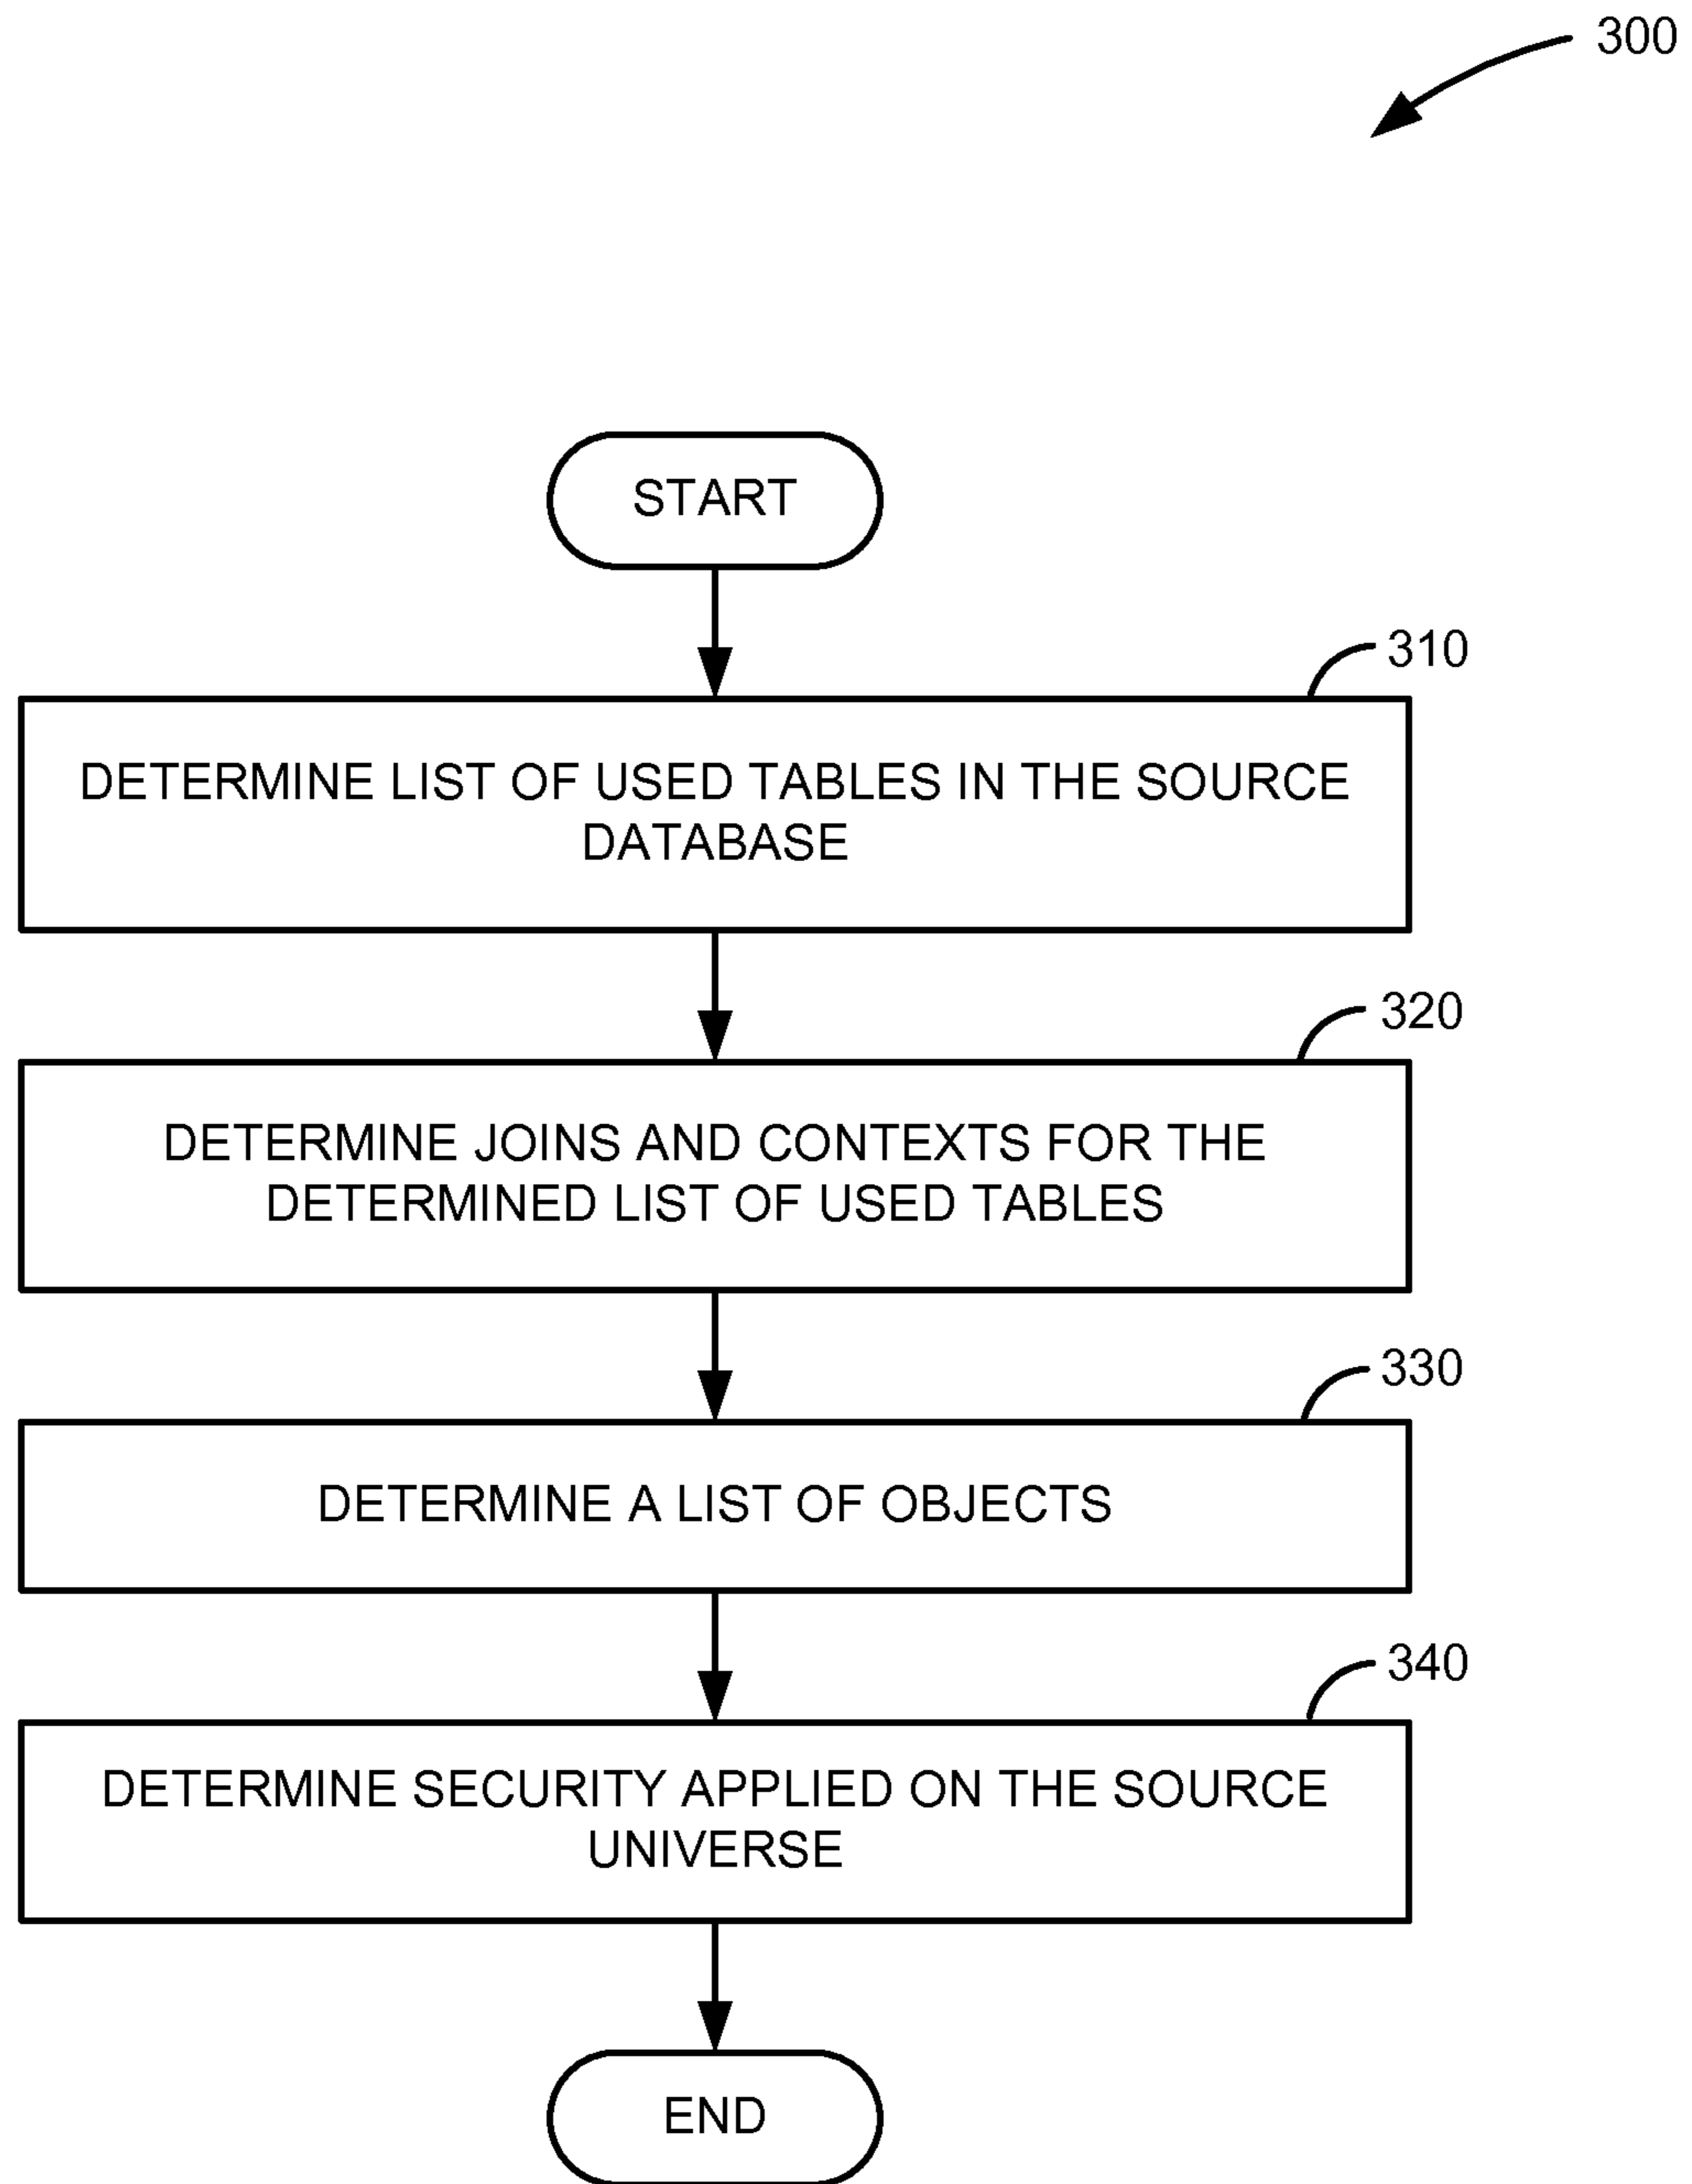 300
START
310
DETERMINE LIST OF USED TABLES IN THE SOURCE
DATABASE
320
DETERMINE JOINS AND CONTEXTS FOR THE
DETERMINED LIST OF USED TABLES
330
DETERMINE A LIST OF OBJECTS
340
DETERMINE SECURITY APPLIED ON THE SOURCE
UNIVERSE
END